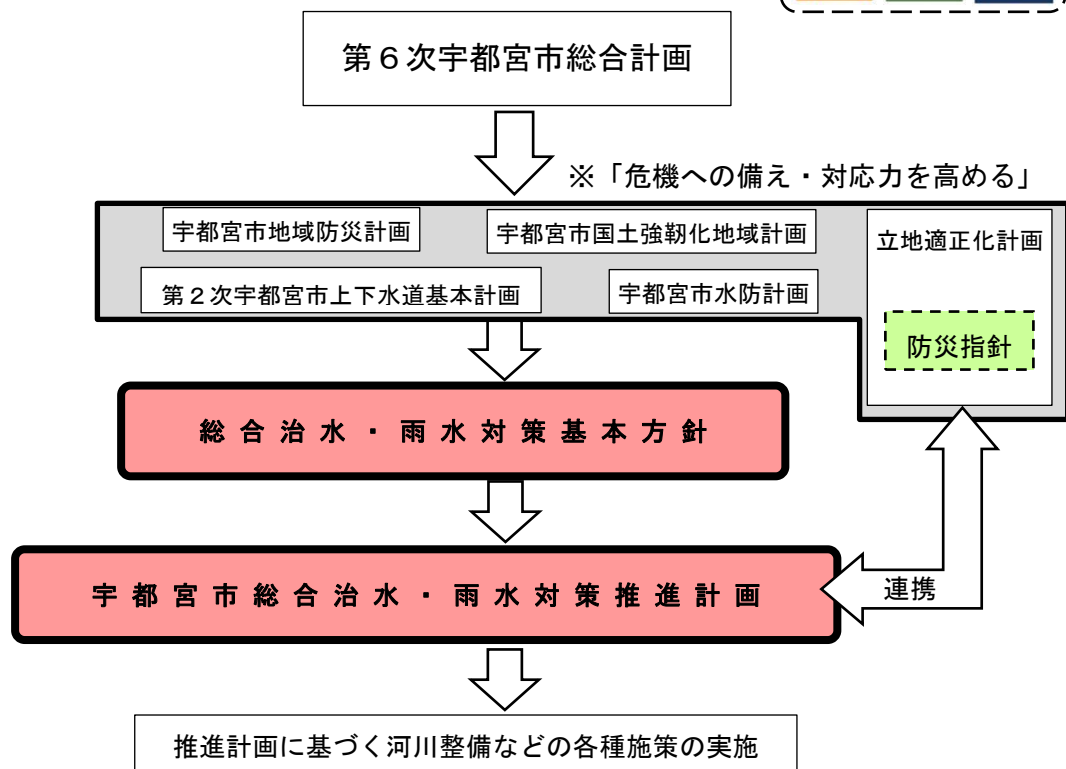 第６次宇都宮市総合計画
※「危機への備え・対応力を高める」
宇都宮市地域防災計画
宇都宮市国土強靭化地域計画
立地適正化計画
第２次宇都宮市上下水道基本計画
宇都宮市水防計画
防災指針
総合治水・雨水対策基本方針
宇都宮市総合治水・雨水対策推進計画
連携
推進計画に基づく河川整備などの各種施策の実施